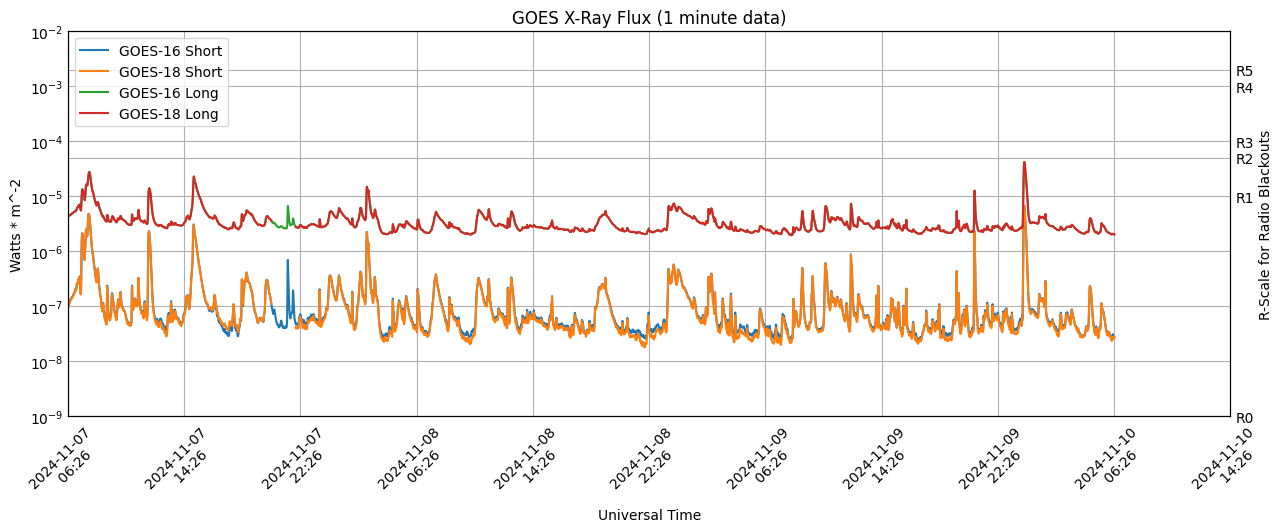 GOES X-Ray Flux (1 minute data)
GOES-16 Short
GOES-18 Short
GOES-16 Long
GOES-18 Long
Watts * m^-2
10⁻²
10⁻³
10⁻⁴
10⁻⁵
10⁻⁶
10⁻⁷
10⁻⁸
10⁻⁹
R5
R4
R3
R2
R1
R0
R-Scale for Radio Blackouts
2024-11-07
06:26
2024-11-07
14:26
2024-11-07
22:26
2024-11-08
06:26
2024-11-08
14:26
2024-11-08
22:26
2024-11-09
06:26
2024-11-09
14:26
2024-11-09
22:26
2024-11-10
06:26
2024-11-10
14:26
Universal Time